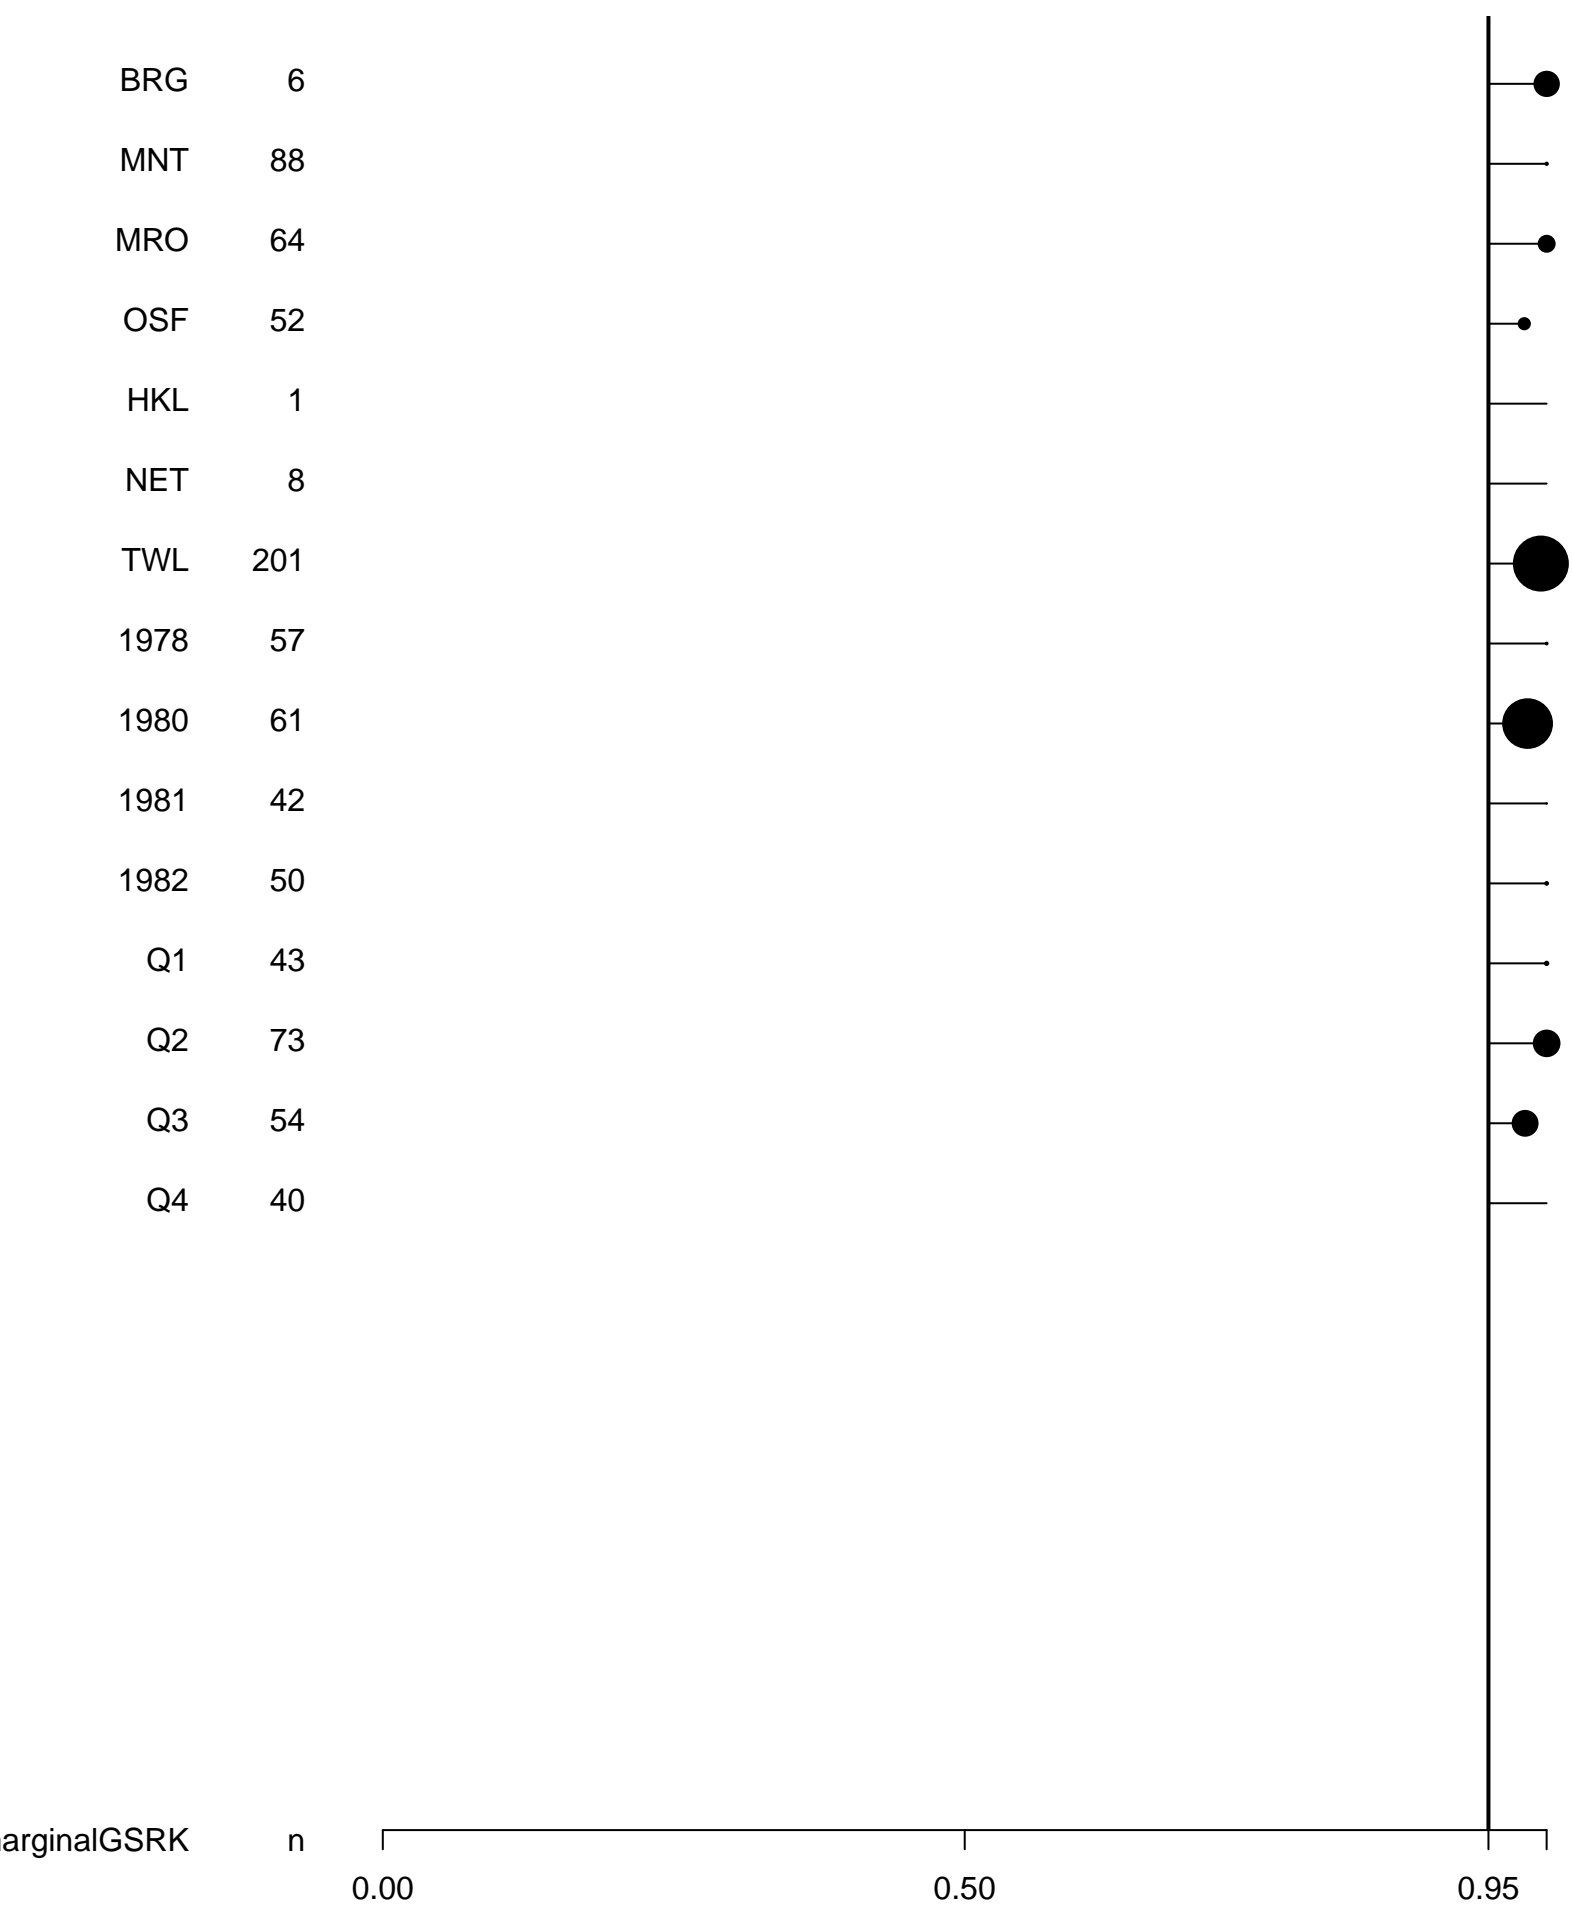 BRG 6
MNT 88
MRO 64
OSF 52
HKL 1
NET 8
TWL 201
1978 57
1980 61
1981 42
1982 50
Q1 43
Q2 73
Q3 54
Q4 40
arginalGSRK n
0.00 0.50 0.95